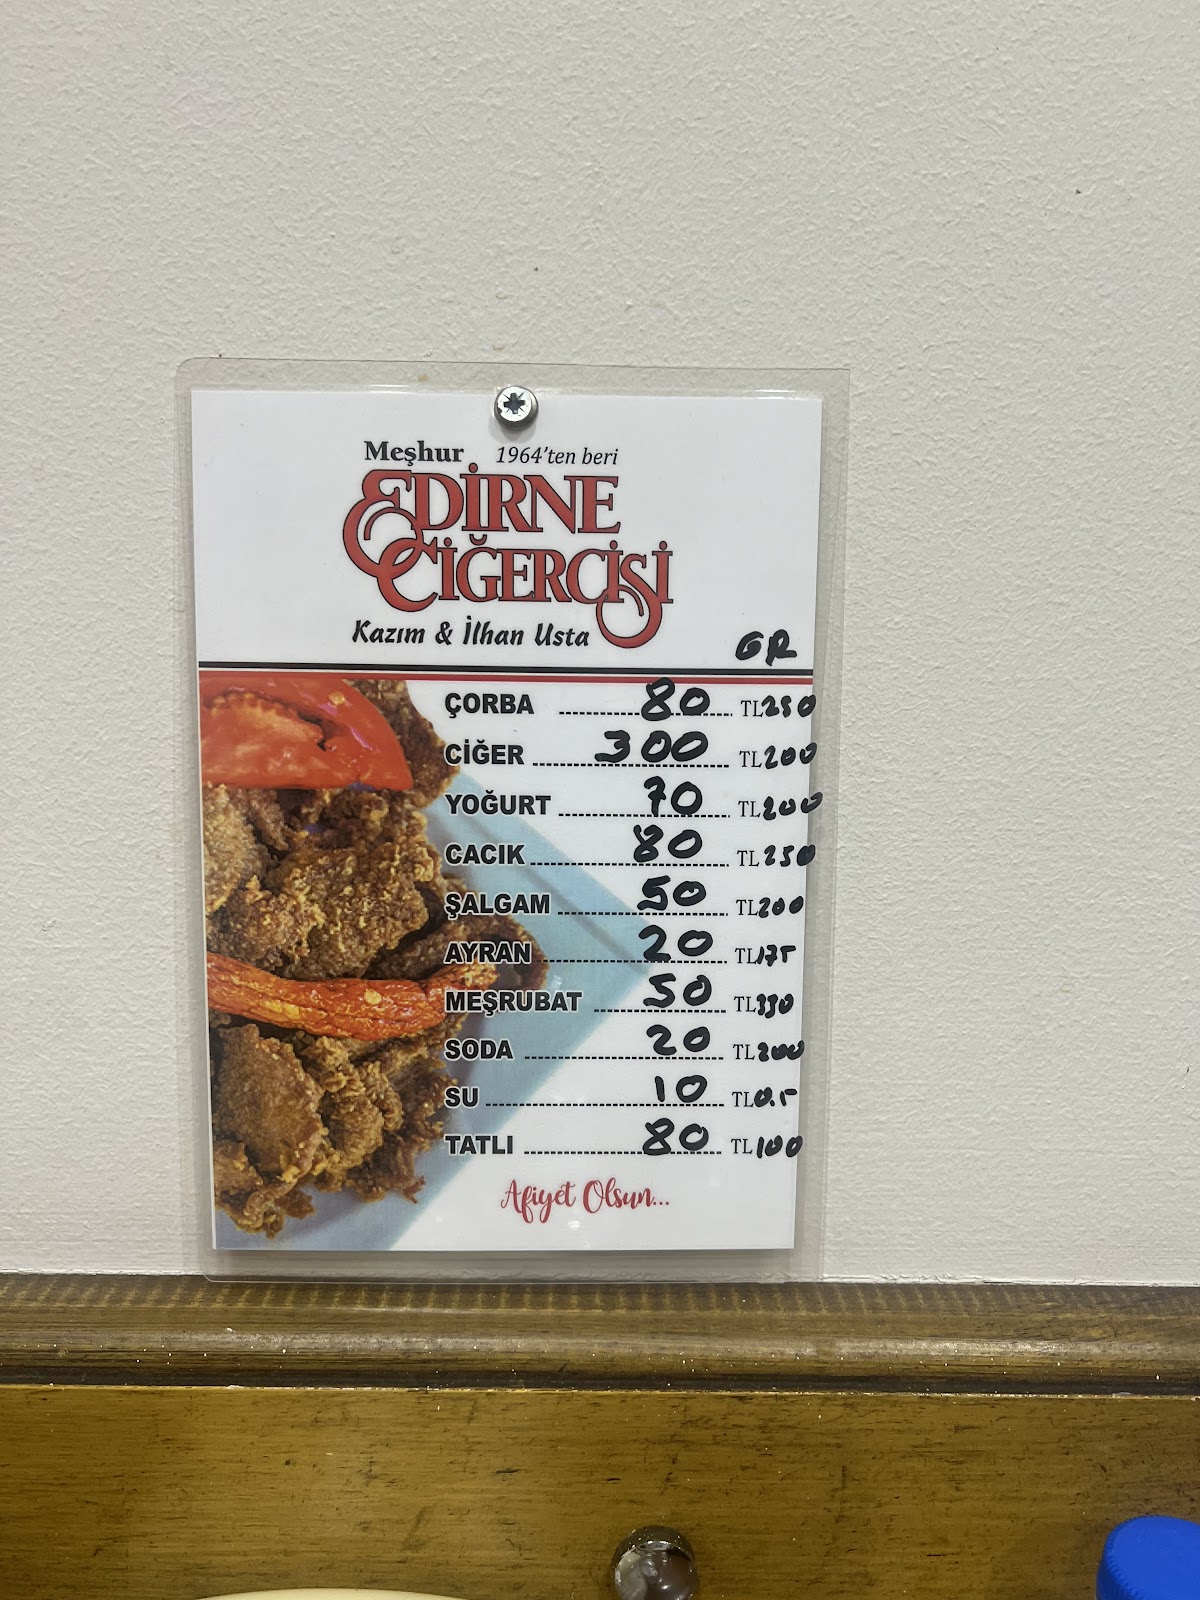 Meşhur 1964'ten beri
EDİRNE
CİĞERCİSİ
Kazım & İlhan Usta
GR
ÇORBA 80 TL 250
CİĞER 300 TL 200
YOĞURT 70 TL 200
CACIK 80 TL 250
ŞALGAM 50 TL 200
AYRAN 20 TL 175
MEŞRUBAT 50 TL 330
SODA 20 TL 200
SU 10 TL 0.5
TATLI 80 TL 100
Afiyet Olsun...